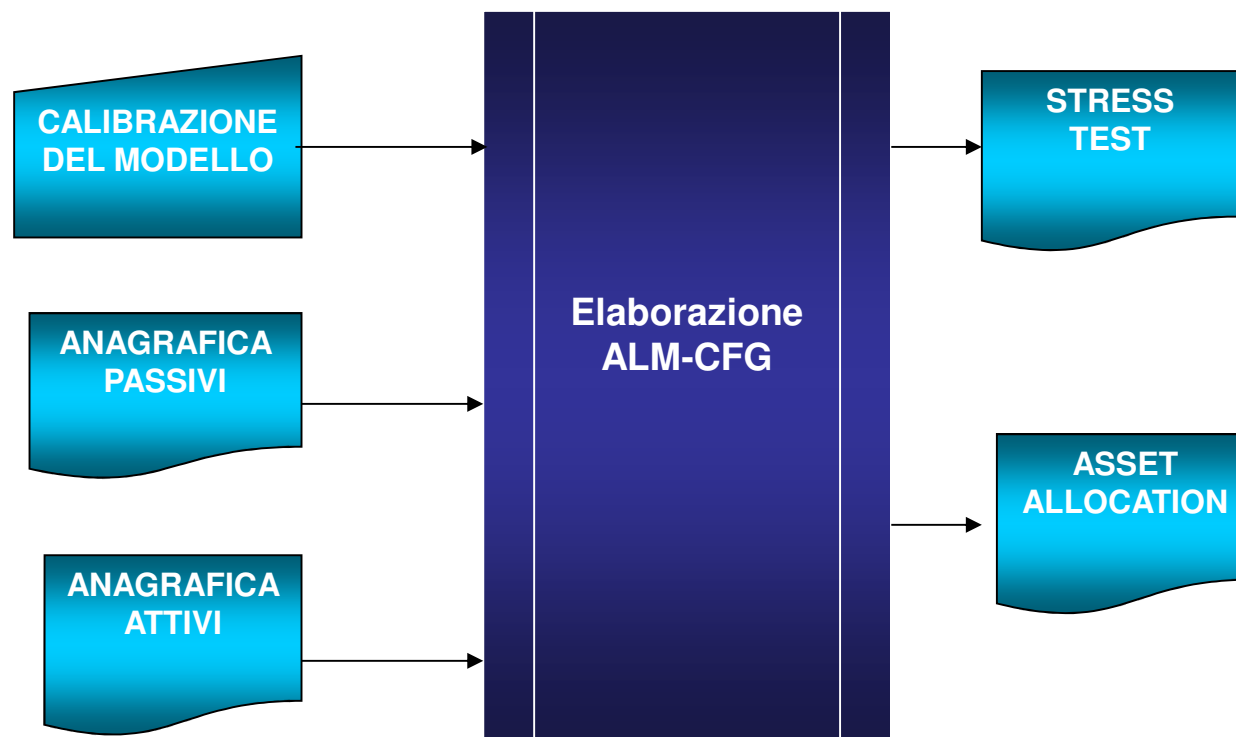 CALIBRAZIONE
DEL MODELLO
ANAGRAFICA
PASSIVI
ANAGRAFICA
ATTIVI
Elaborazione
ALM-CFG
STRESS
TEST
ASSET
ALLOCATION